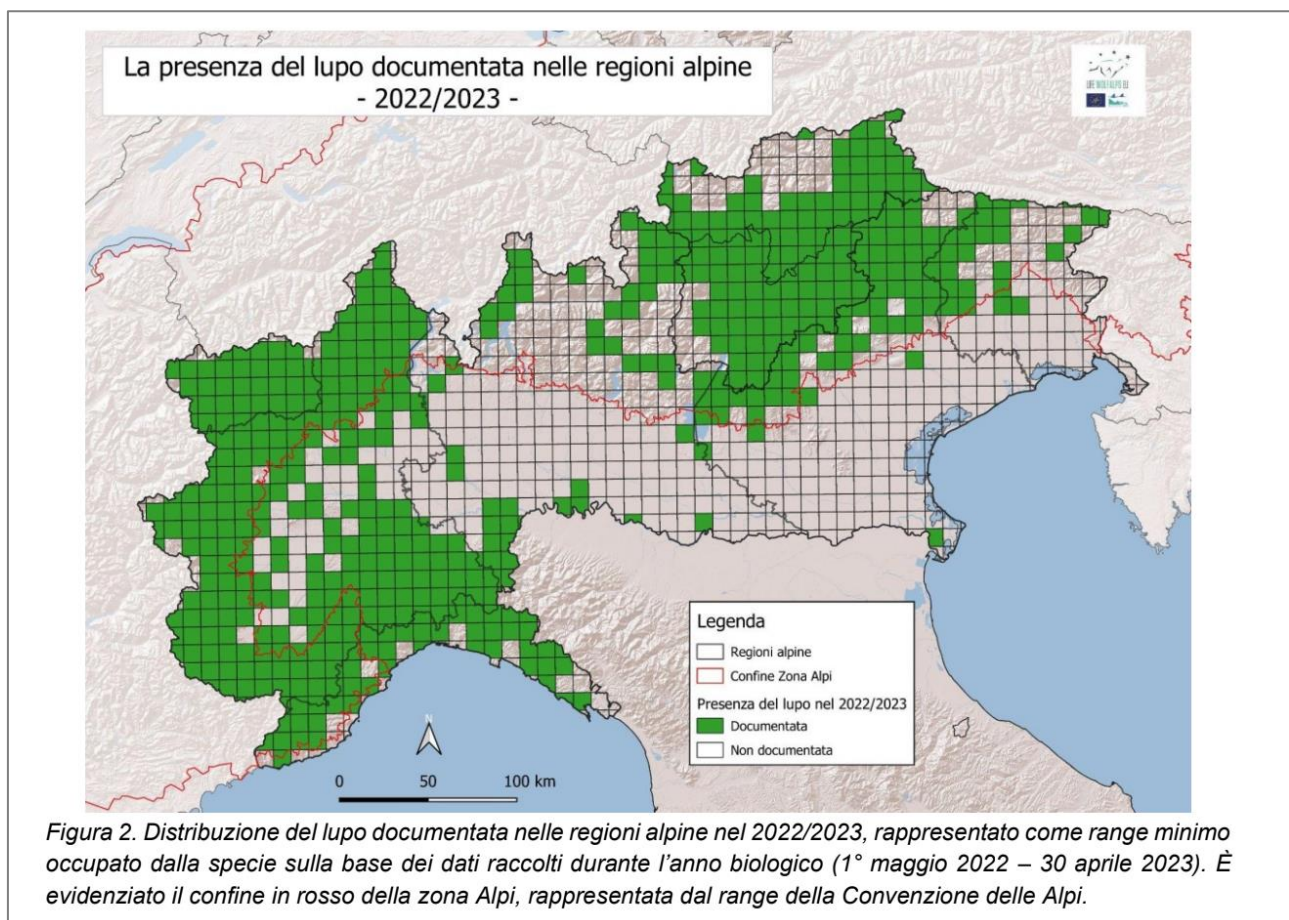 La presenza del lupo documentata nelle regioni alpine
- 2022/2023 -
LIFE WOLFALPS EU
Legenda
Regioni alpine
Confine Zona Alpi
Presenza del lupo nel 2022/2023
Documentata
Non documentata
N
0 50 100 km
Figura 2. Distribuzione del lupo documentata nelle regioni alpine nel 2022/2023, rappresentato come range minimo
occupato dalla specie sulla base dei dati raccolti durante l’anno biologico (1° maggio 2022 – 30 aprile 2023). È
evidenziato il confine in rosso della zona Alpi, rappresentata dal range della Convenzione delle Alpi.